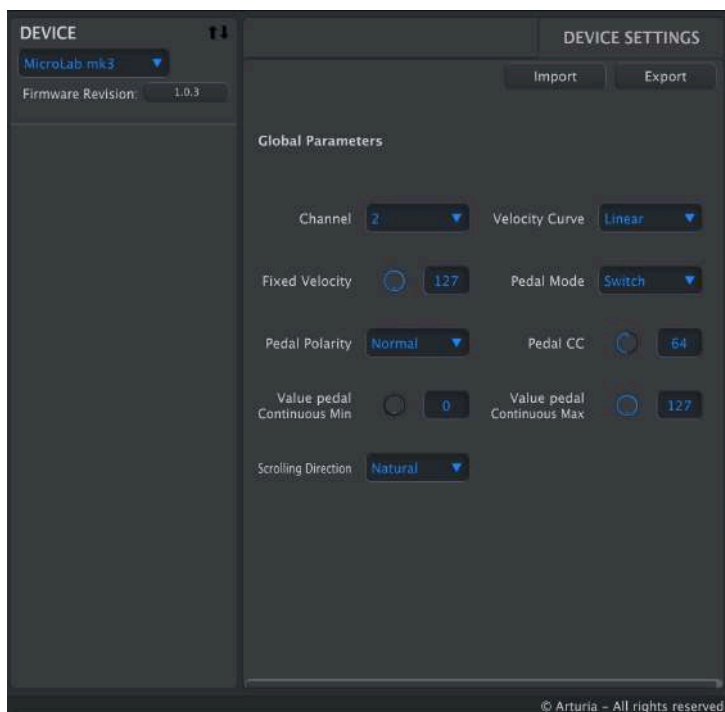 DEVICE
MicroLab mk3
Firmware Revision: 1.0.3
DEVICE SETTINGS
Import Export
Global Parameters
Channel 2 Velocity Curve Linear
Fixed Velocity 127 Pedal Mode Switch
Pedal Polarity Normal Pedal CC 64
Value pedal
Continuous Min 0
Value pedal
Continuous Max 127
Scrolling Direction Natural
© Arturia – All rights reserved